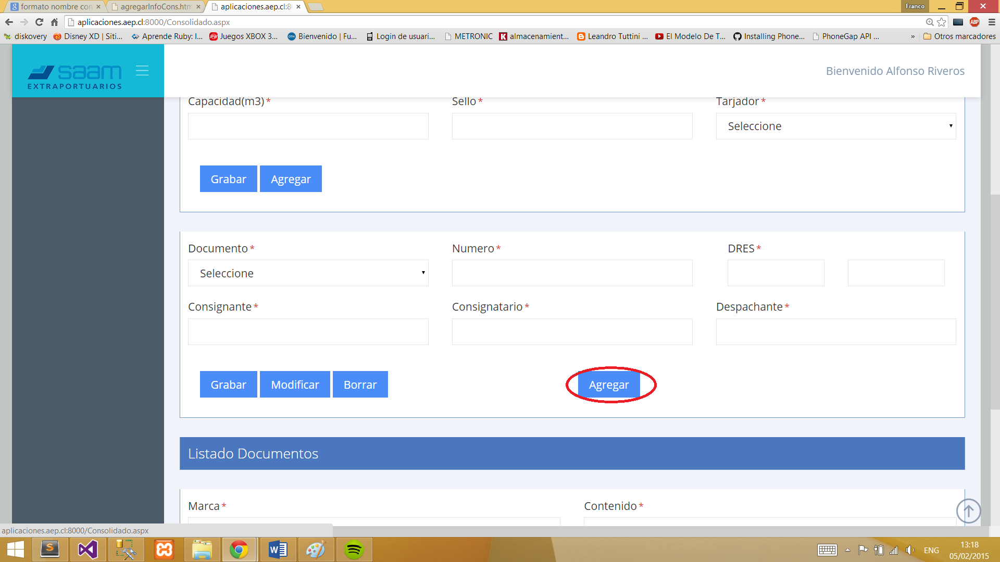 formato nombre con
agregarInfoCons.htm
aplicaciones.aep.cl:8
Franco
aplicaciones.aep.cl:8000/Consolidado.aspx
ABP
diskovery
Disney XD | Siti...
Aprende Ruby: I...
Juegos XBOX 3...
Bienvenido | Fu...
Login de usuari...
METRONIC
almacenamient...
Leandro Tuttini ...
El Modelo De T...
Installing Phone...
PhoneGap API ...
»
Otros marcadores
saam
EXTRAPORTUARIOS
Bienvenido Alfonso Riveros
Capacidad(m3) *
Sello *
Tarjador *
Seleccione
Grabar
Agregar
Documento *
Numero *
DRES *
Seleccione
Consignante *
Consignatario *
Despachante *
Grabar
Modificar
Borrar
Agregar
Listado Documentos
Marca *
Contenido *
aplicaciones.aep.cl:8000/Consolidado.aspx
ENG
13:18
05/02/2015